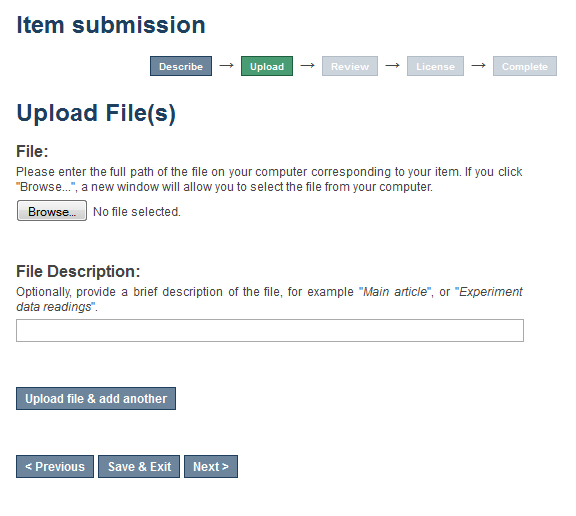 Item submission
Describe → Upload → Review → License → Complete
Upload File(s)
File:
Please enter the full path of the file on your computer corresponding to your item. If you click
"Browse...", a new window will allow you to select the file from your computer.
Browse... No file selected.
File Description:
Optionally, provide a brief description of the file, for example "Main article", or "Experiment
data readings".
Upload file & add another
< Previous Save & Exit Next >